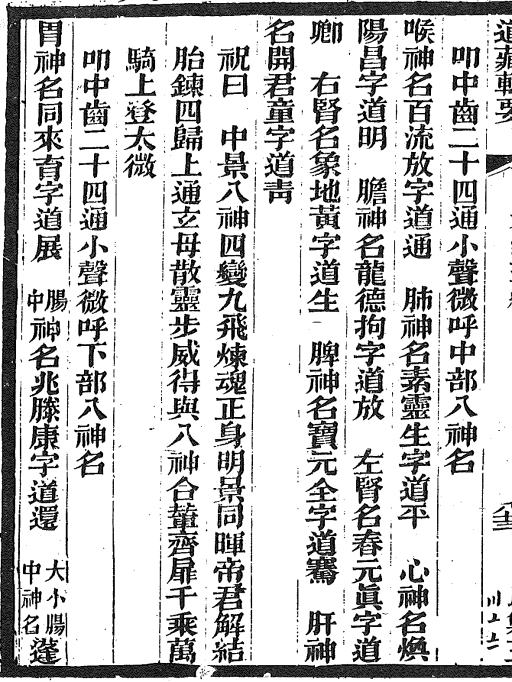 道藏輯要
叩中齒二十四通小聲微呼中部八神名
喉神名百流放字道通　肺神名素靈生字道平　心神名煥
陽昌字道明　膽神名龍德拘字道放　左腎名春元眞字道
卿　右腎名象地黃字道生　脾神名寶元全字道騫　肝神
名開君童字道青
祝曰　中景八神四變九飛煉魂正身明景同暉帝君解結
胎鍊四歸上通玄母散靈步威得與八神合輦齊扉千乘萬
騎上登太微
叩中齒二十四通小聲微呼下部八神名
胃神名同來育字道展　腸中神名兆滕康字道還　大小腸中神名蓬